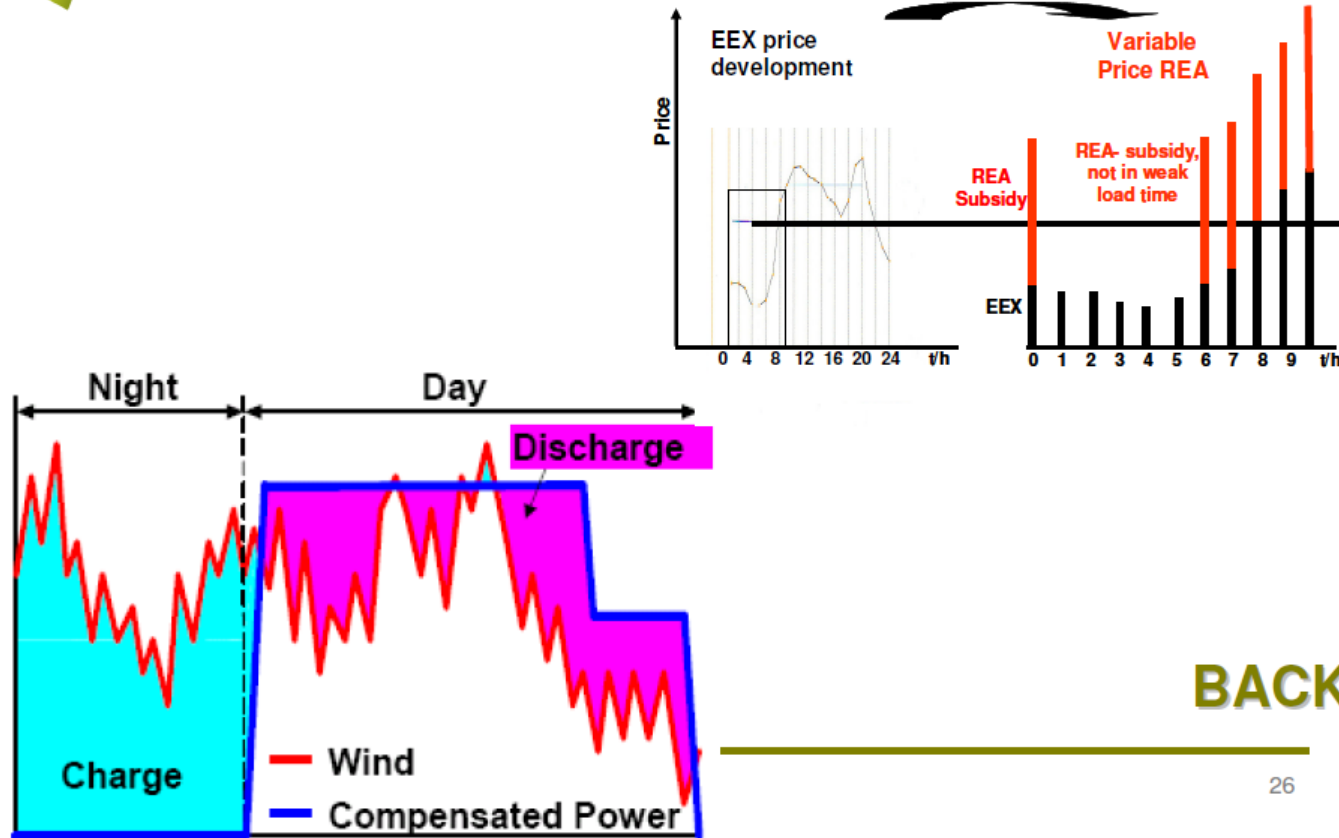 EEX price
development
Price
0 4 8 12 16 20 24 t/h
Variable
Price REA
REA- subsidy,
not in weak
load time
REA
Subsidy
EEX
0 1 2 3 4 5 6 7 8 9 t/h
Night
Day
Discharge
Charge
Wind
Compensated Power
BACK
26